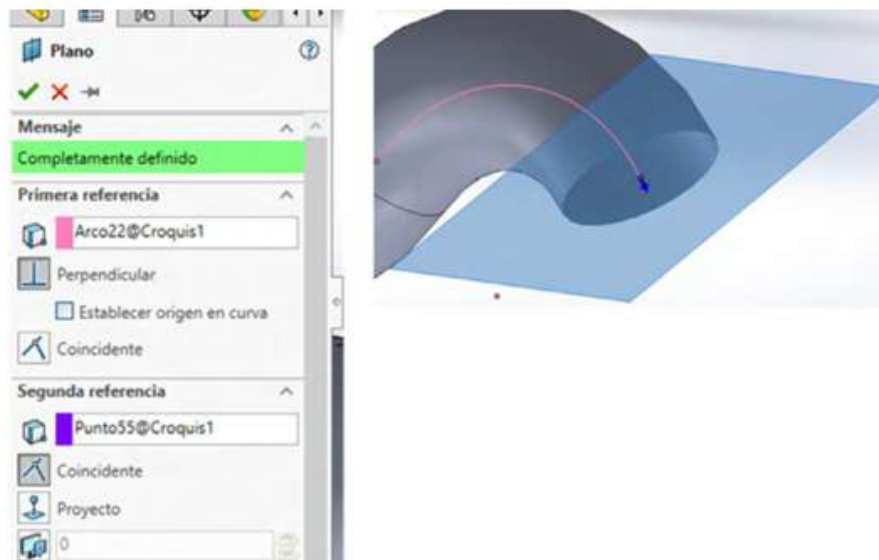 Plano
Mensaje
Completamente definido
Primera referencia
Arco22@Croquis1
Perpendicular
Establecer origen en curva
Coincidente
Segunda referencia
Punto55@Croquis1
Coincidente
Proyecto
0